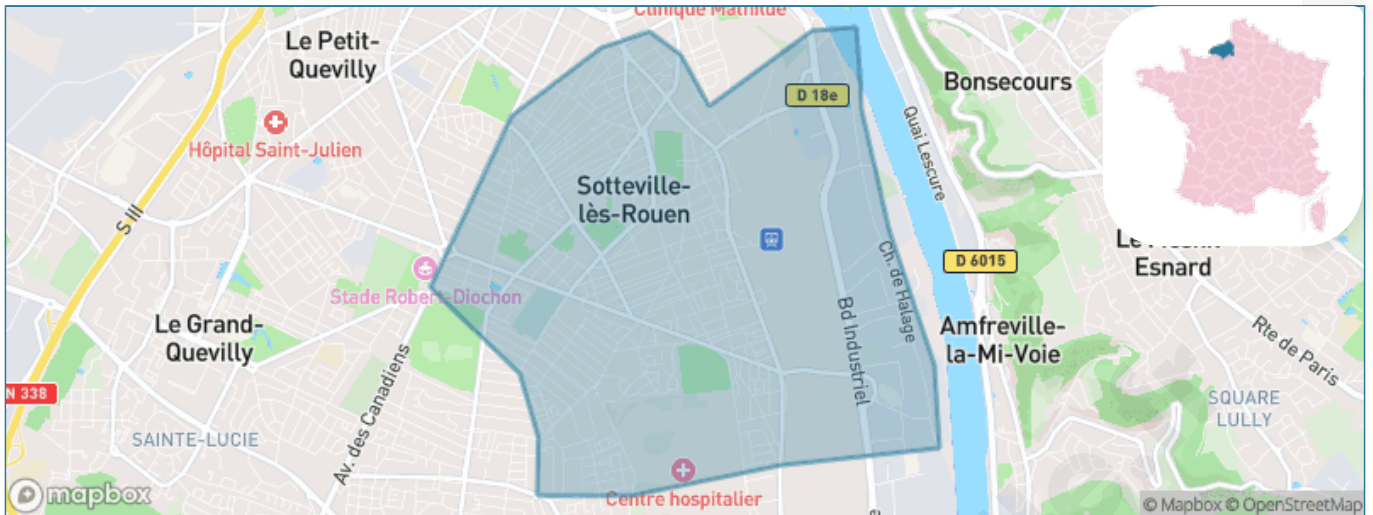 Clinique Mathilde
Le Petit-
Quevilly
Bonsecours
D 18e
Quai Lescure
Hôpital Saint-Julien
Sotteville-
lès-Rouen
S III
Esnard
D 6015
Ch. de Halage
Stade Robert-Diochon
Le Grand-
Quevilly
Bd Industriel
Amfreville-
la-Mi-Voie
Rte de Paris
N 338
Av. des Canadiens
SQUARE
LULLY
SAINTE-LUCIE
Centre hospitalier
mapbox
© Mapbox © OpenStreetMap